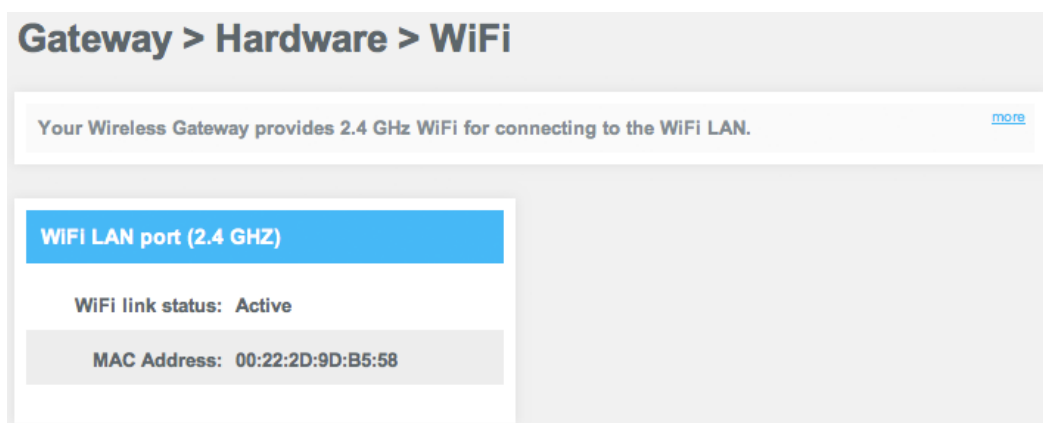 Gateway > Hardware > WiFi
Your Wireless Gateway provides 2.4 GHz WiFi for connecting to the WiFi LAN.
more
WiFi LAN port (2.4 GHZ)
WiFi link status: Active
MAC Address: 00:22:2D:9D:B5:58